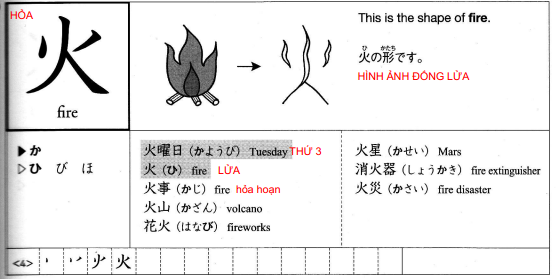 HỎA
火
fire
This is the shape of fire.
ひ かたち
火の形です。
HÌNH ẢNH ĐỐNG LỬA
▶か
▷ひ び ほ
火曜日（かようび） Tuesday THỨ 3
火（ひ） fire LỬA
火事（かじ） fire hỏa hoạn
火山（かざん） volcano
花火（はなび） fireworks
火星（かせい） Mars
消火器（しょうかき） fire extinguisher
火災（かさい） fire disaster
<4> 丶 丷 火 火